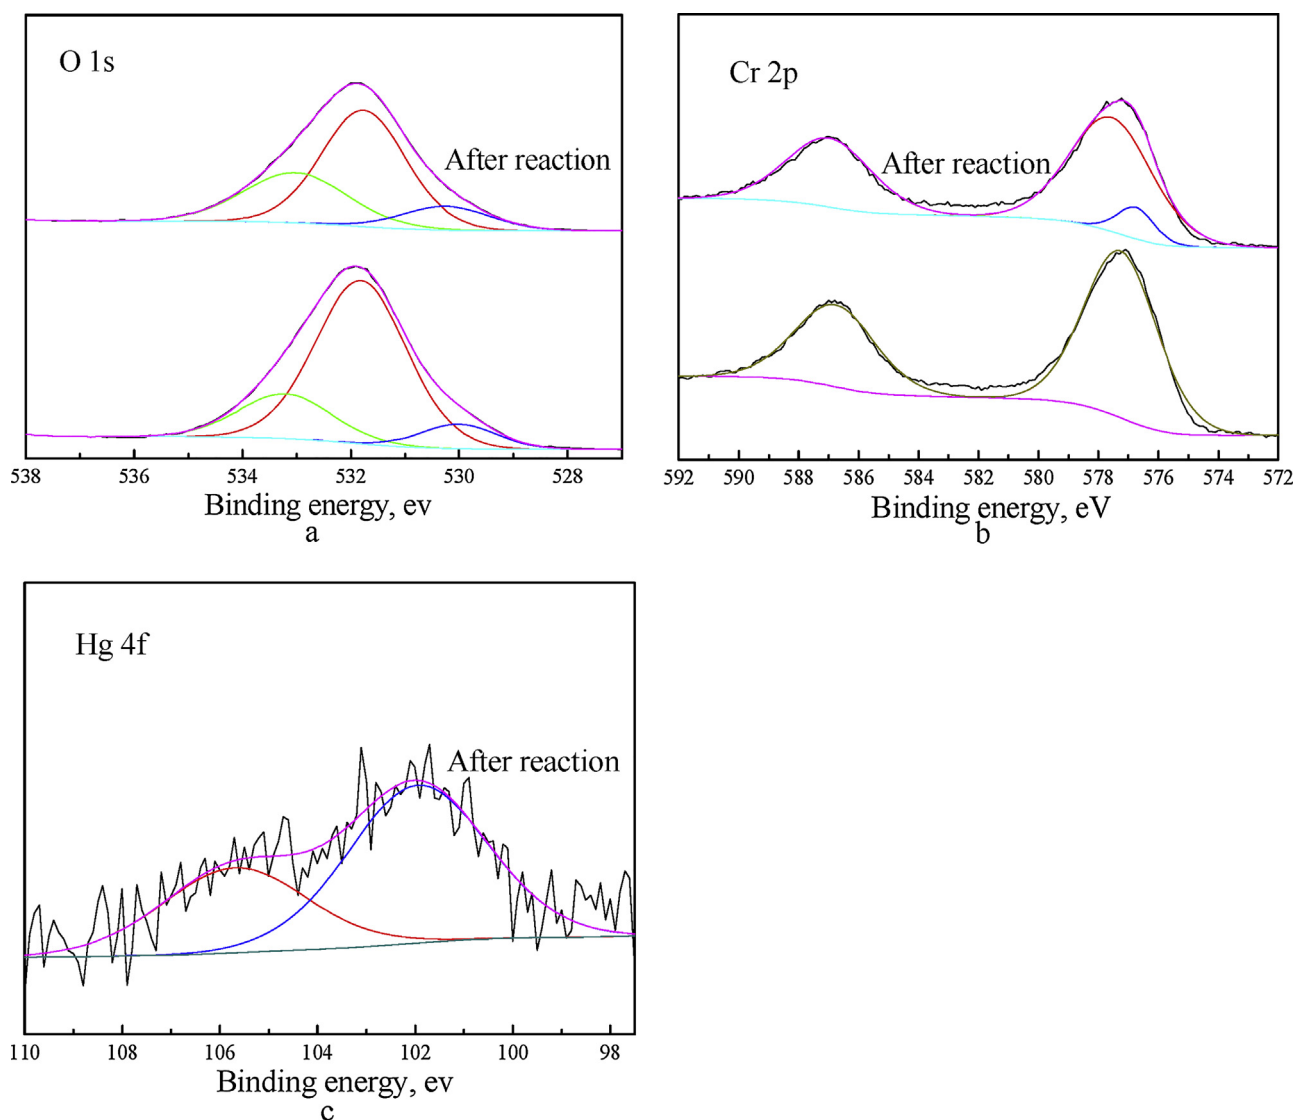 O 1s
After reaction
538 536 534 532 530 528
Binding energy, ev
a
Cr 2p
After reaction
592 590 588 586 584 582 580 578 576 574 572
Binding energy, eV
b
Hg 4f
After reaction
110 108 106 104 102 100 98
Binding energy, ev
c